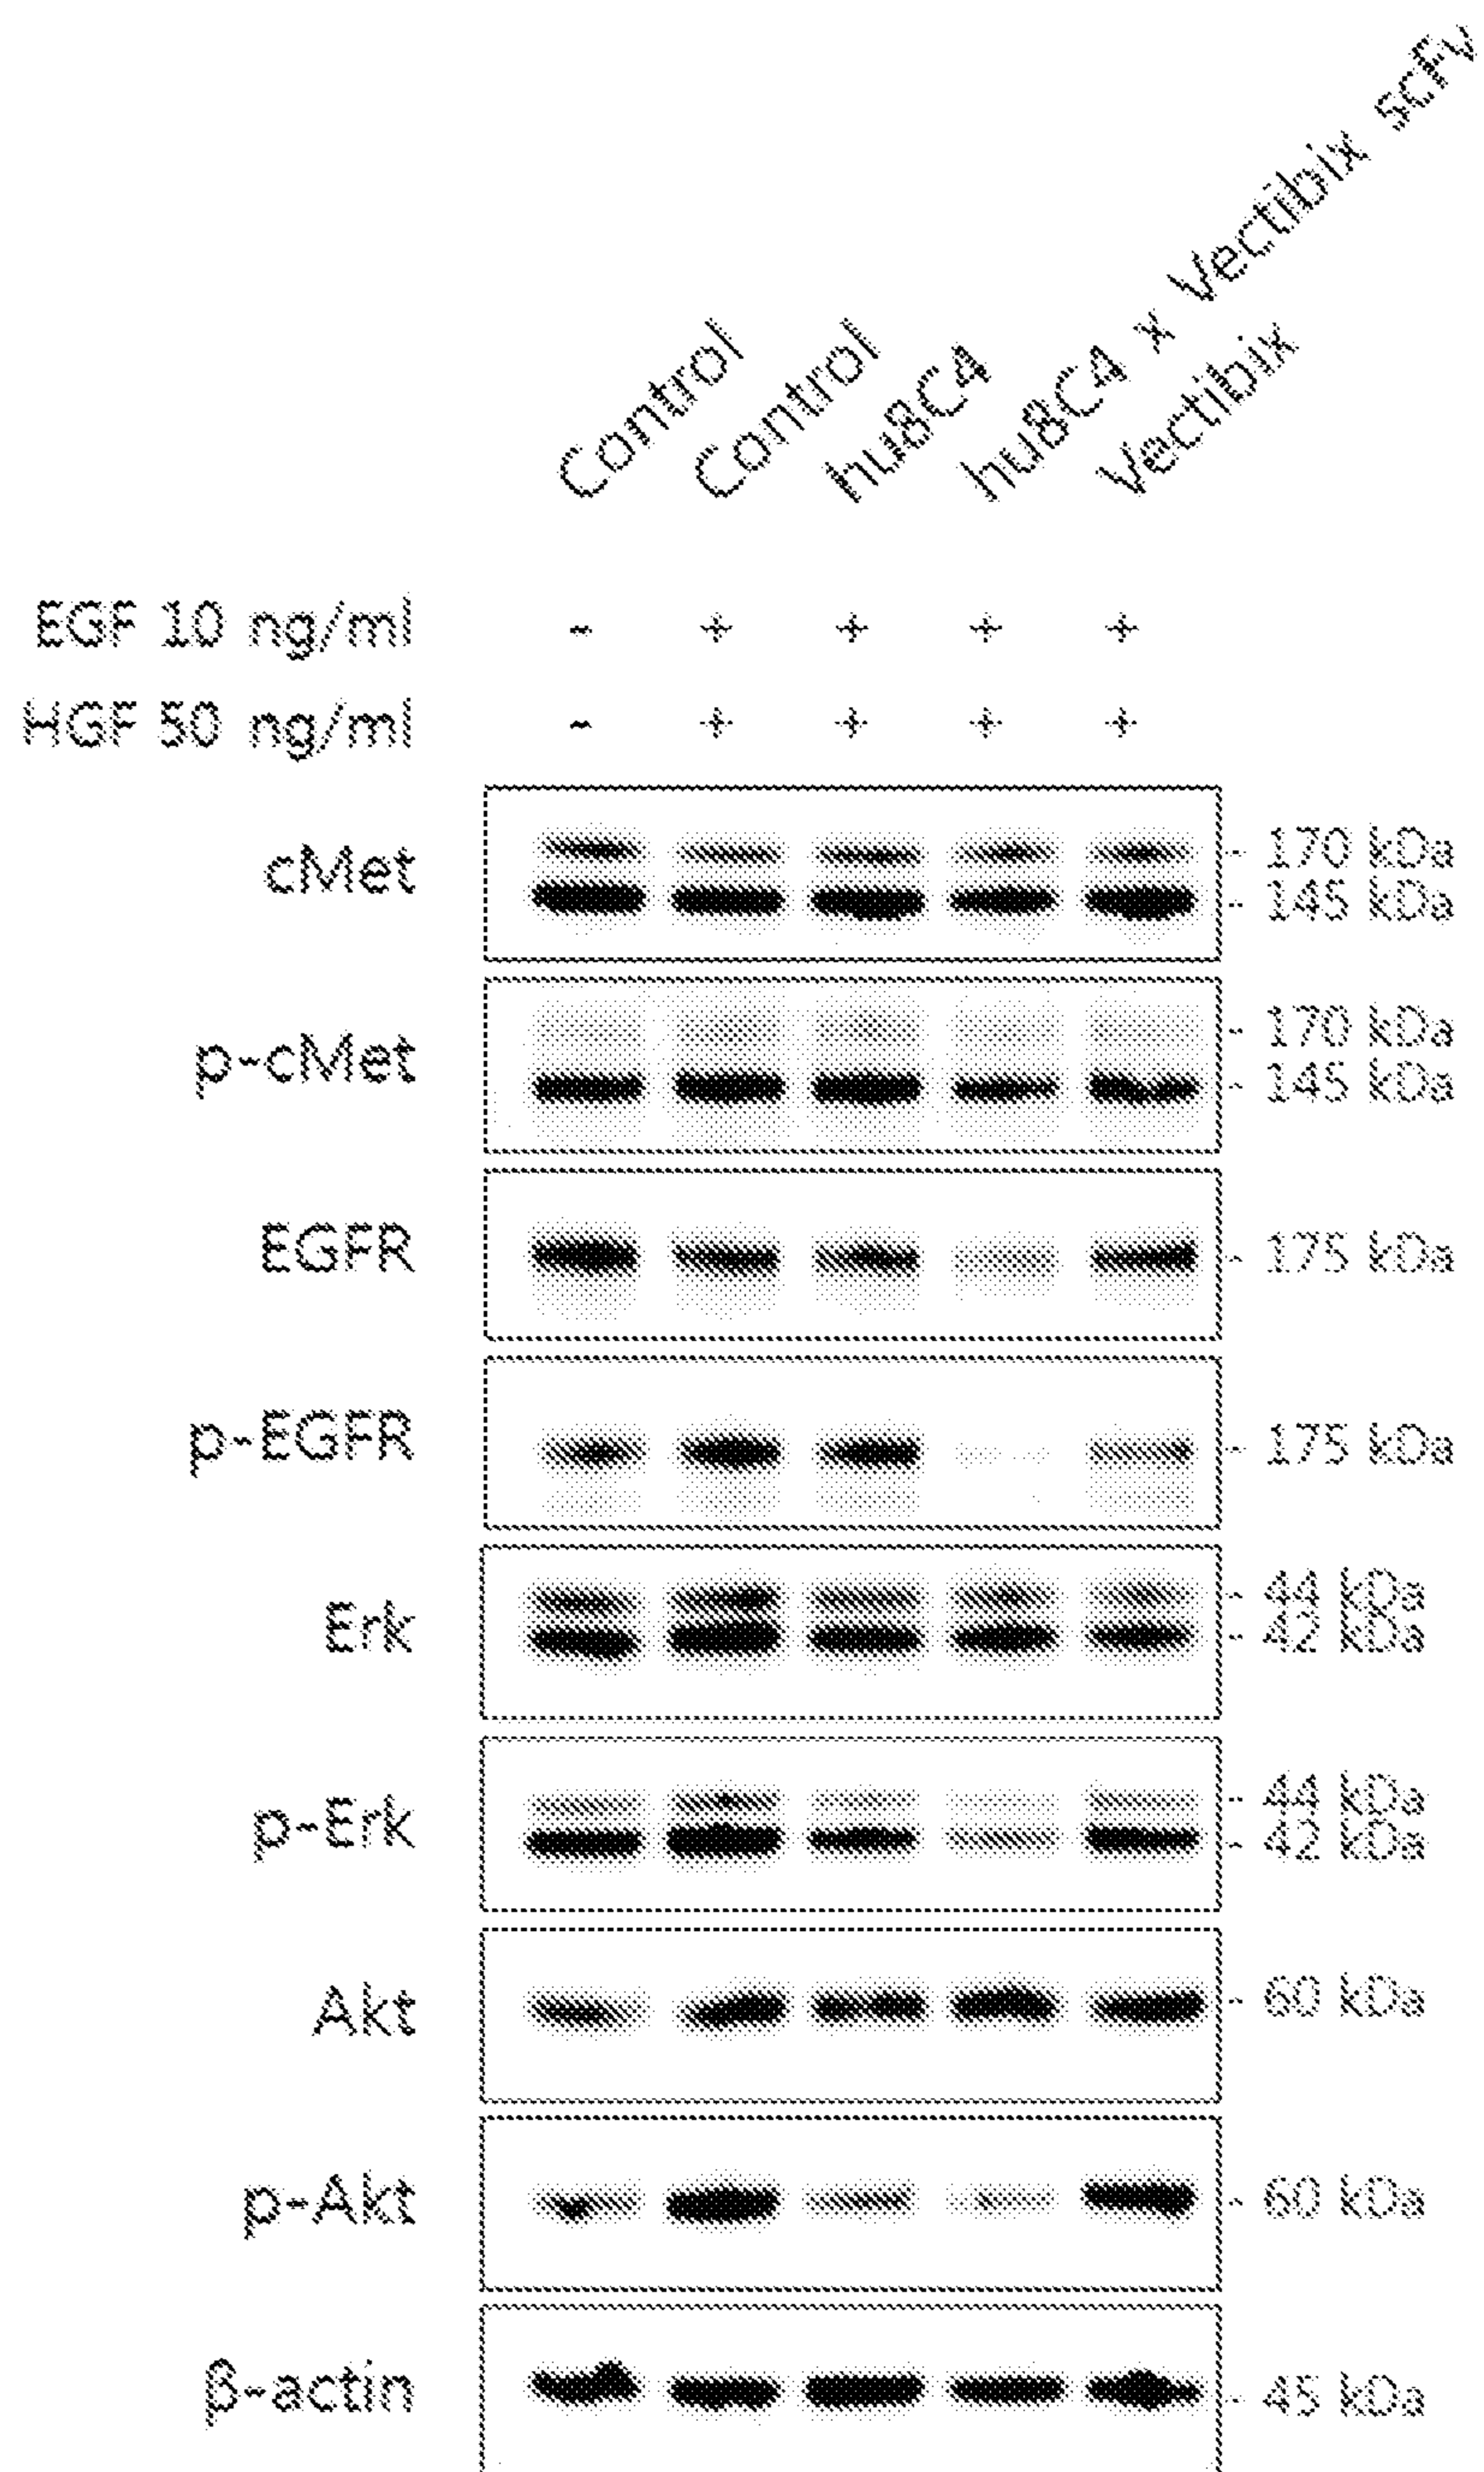 Control Control hu8C4 hu8C4 x Vectibix scFv Vectibix
EGF 10 ng/ml - + + + +
HGF 50 ng/ml - + + + +
cMet 170 kDa
145 kDa
p-cMet 170 kDa
145 kDa
EGFR 175 kDa
p-EGFR 175 kDa
Erk 44 kDa
42 kDa
p-Erk 44 kDa
42 kDa
Akt 60 kDa
p-Akt 60 kDa
β-actin 45 kDa